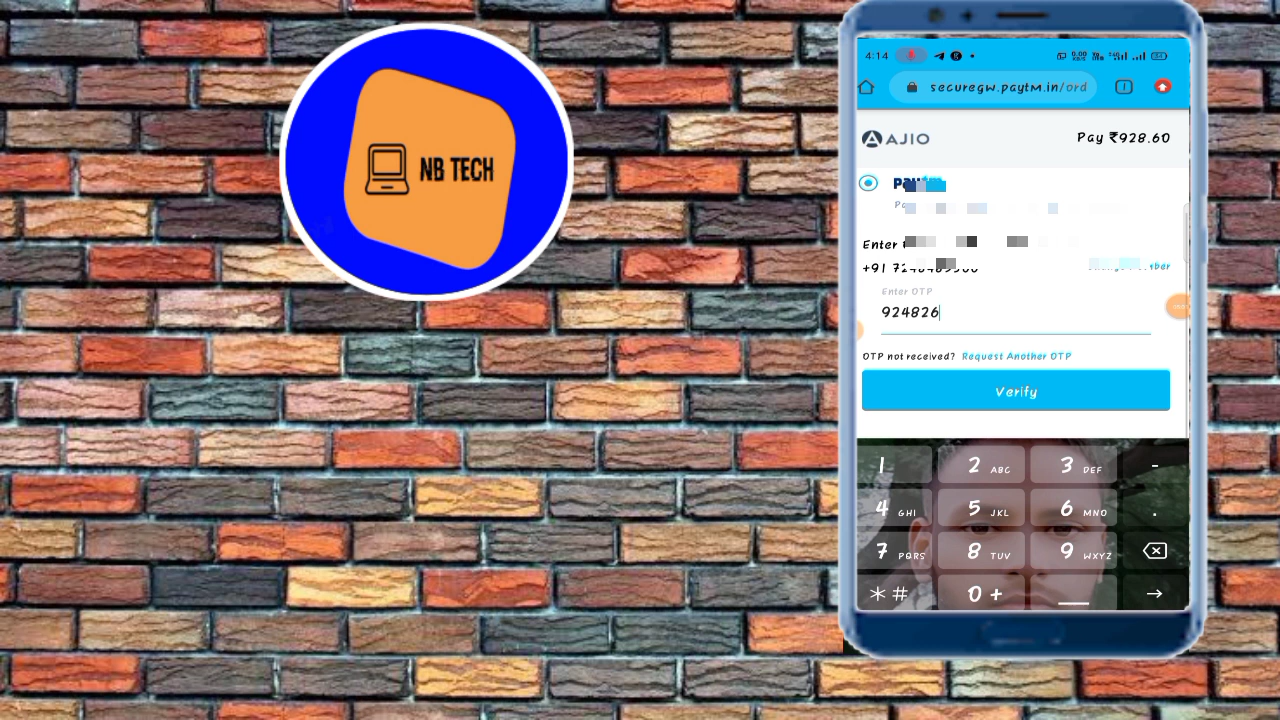 NB TECH
4:14
securegw.paytm.in/ord
AJIO
Pay ₹928.60
Enter
+91
Enter OTP
924826
OTP not received? Request Another OTP
Verify
1
2 ABC
3 DEF
-
4 GHI
5 JKL
6 MNO
.
7 PQRS
8 TUV
9 WXYZ
*#
0 +